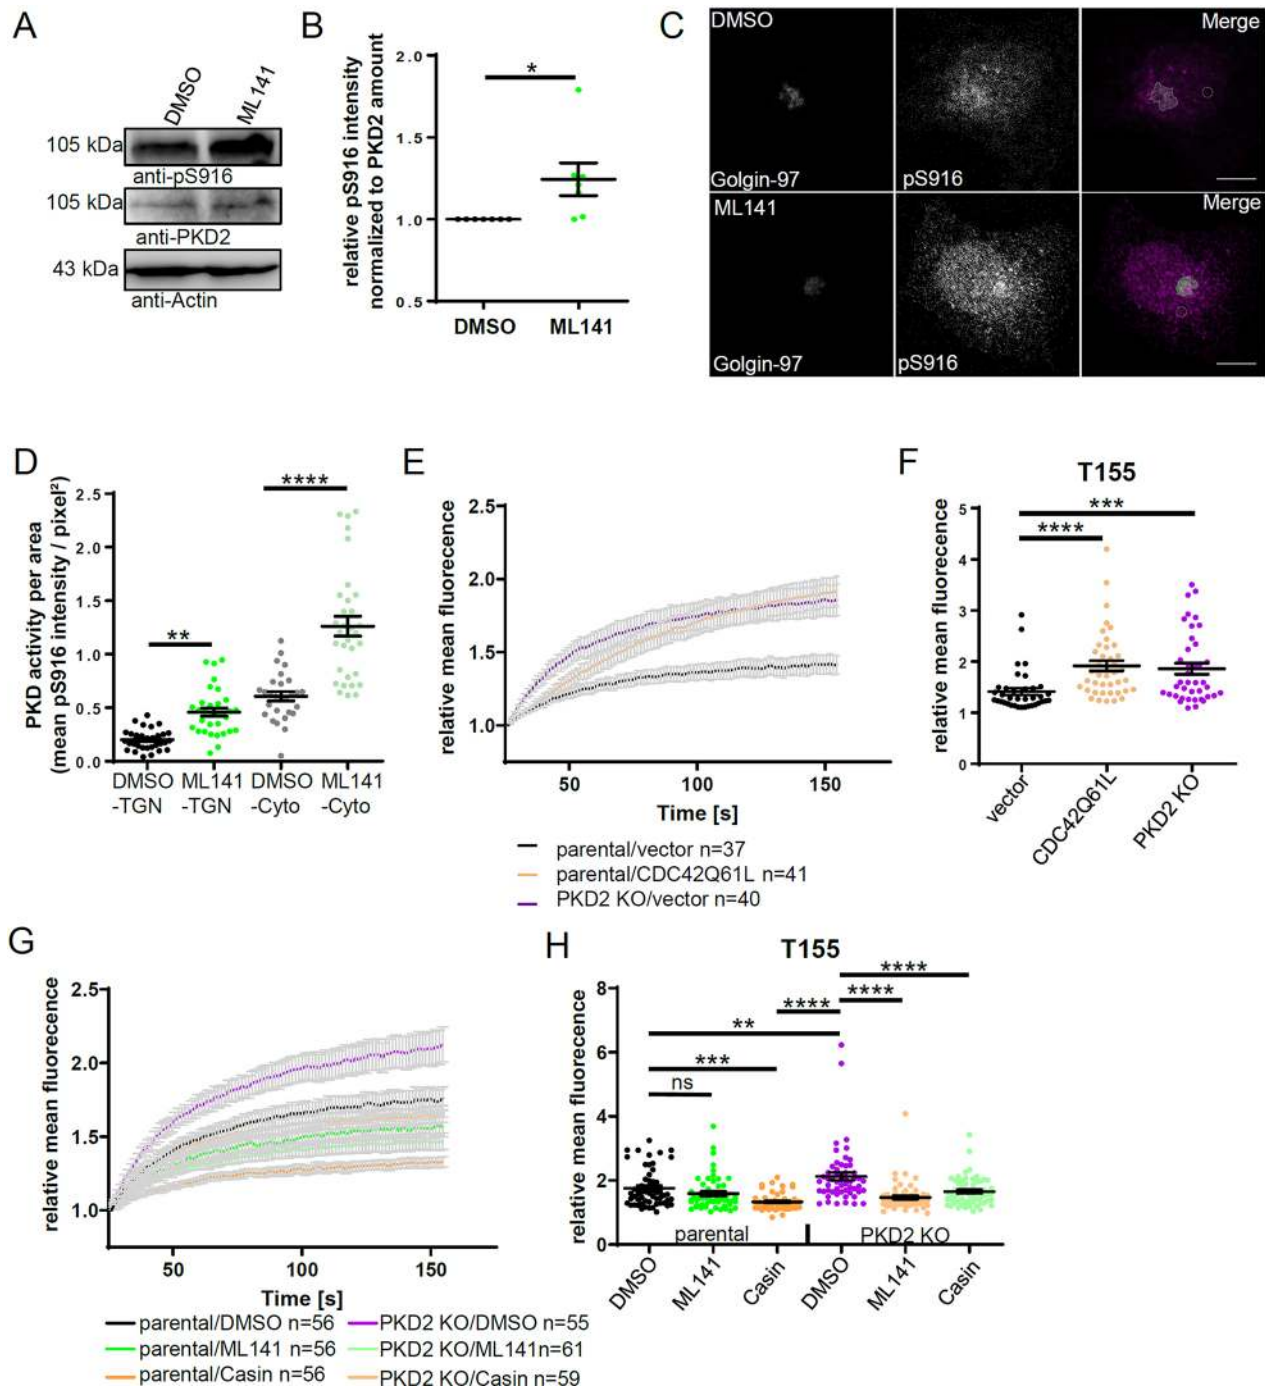 A
DMSO
ML141
105 kDa
anti-pS916
105 kDa
anti-PKD2
43 kDa
anti-Actin
B
relative pS916 intensity
normalized to PKD2 amount
2.0
1.5
1.0
0.5
*
DMSO
ML141
C
DMSO
Merge
Golgin-97
pS916
ML141
Merge
Golgin-97
pS916
D
PKD activity per area
(mean pS916 intensity / pixel²)
2.5
2.0
1.5
1.0
0.5
0.0
**
****
DMSO
-TGN
ML141
-TGN
DMSO
-Cyto
ML141
-Cyto
E
relative mean fluorecence
2.5
2.0
1.5
1.0
50
100
150
Time [s]
parental/vector n=37
parental/CDC42Q61L n=41
PKD2 KO/vector n=40
F
T155
relative mean fluorecence
5
4
3
2
1
0
***
****
vector
CDC42Q61L
PKD2 KO
G
relative mean fluorecence
2.5
2.0
1.5
1.0
50
100
150
Time [s]
parental/DMSO n=56
parental/ML141 n=56
parental/Casin n=56
PKD2 KO/DMSO n=55
PKD2 KO/ML141n=61
PKD2 KO/Casin n=59
H
T155
relative mean fluorecence
8
6
4
2
0
****
****
****
**
***
ns
parental
PKD2 KO
DMSO
ML141
Casin
DMSO
ML141
Casin